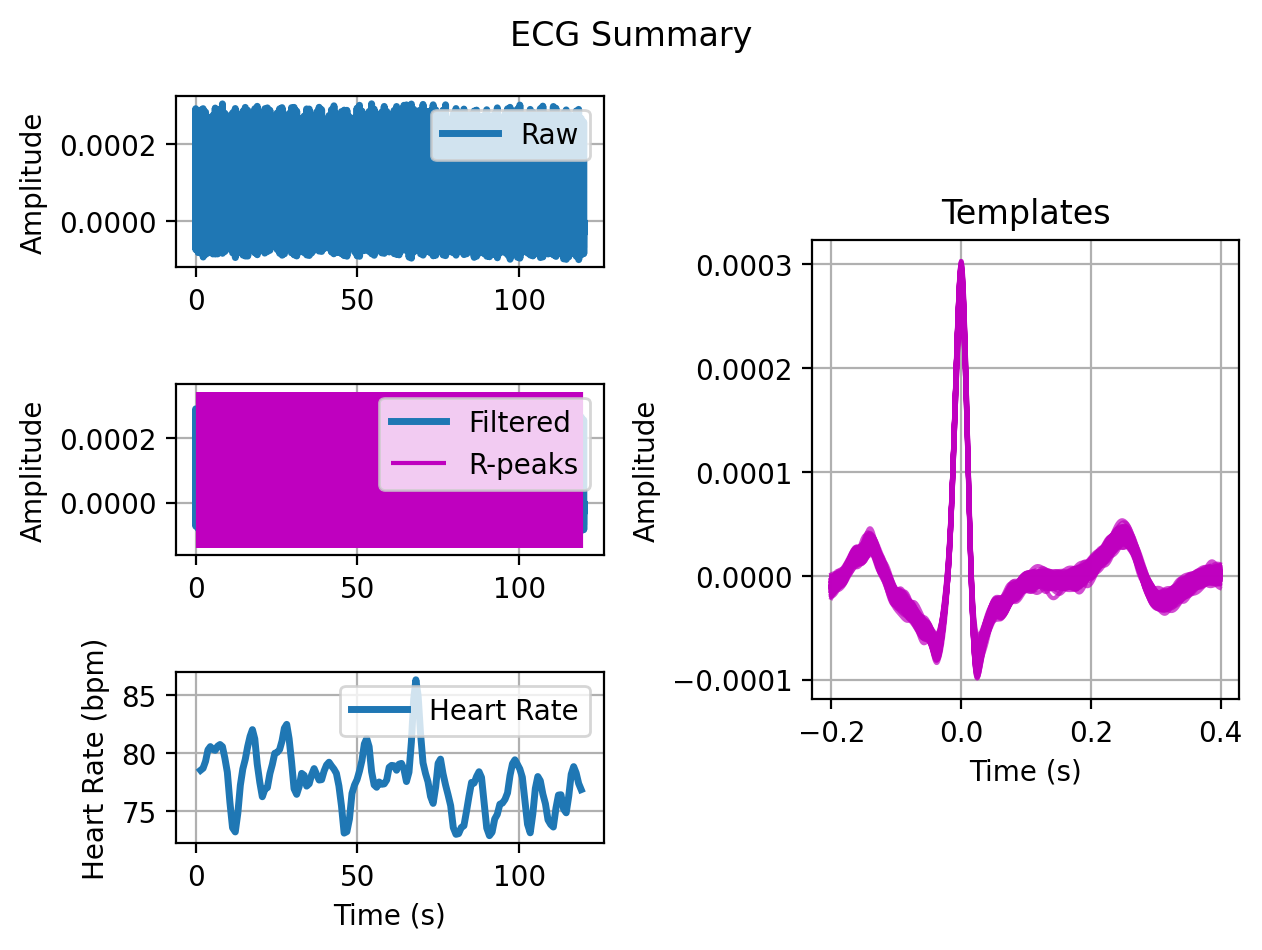 ECG Summary
Amplitude
0.0002
0.0000
Raw
0 50 100
Amplitude
0.0002
0.0000
Filtered
R-peaks
0 50 100
Heart Rate (bpm)
85
80
75
Heart Rate
0 50 100
Time (s)
Templates
Amplitude
0.0003
0.0002
0.0001
0.0000
−0.0001
−0.2 0.0 0.2 0.4
Time (s)